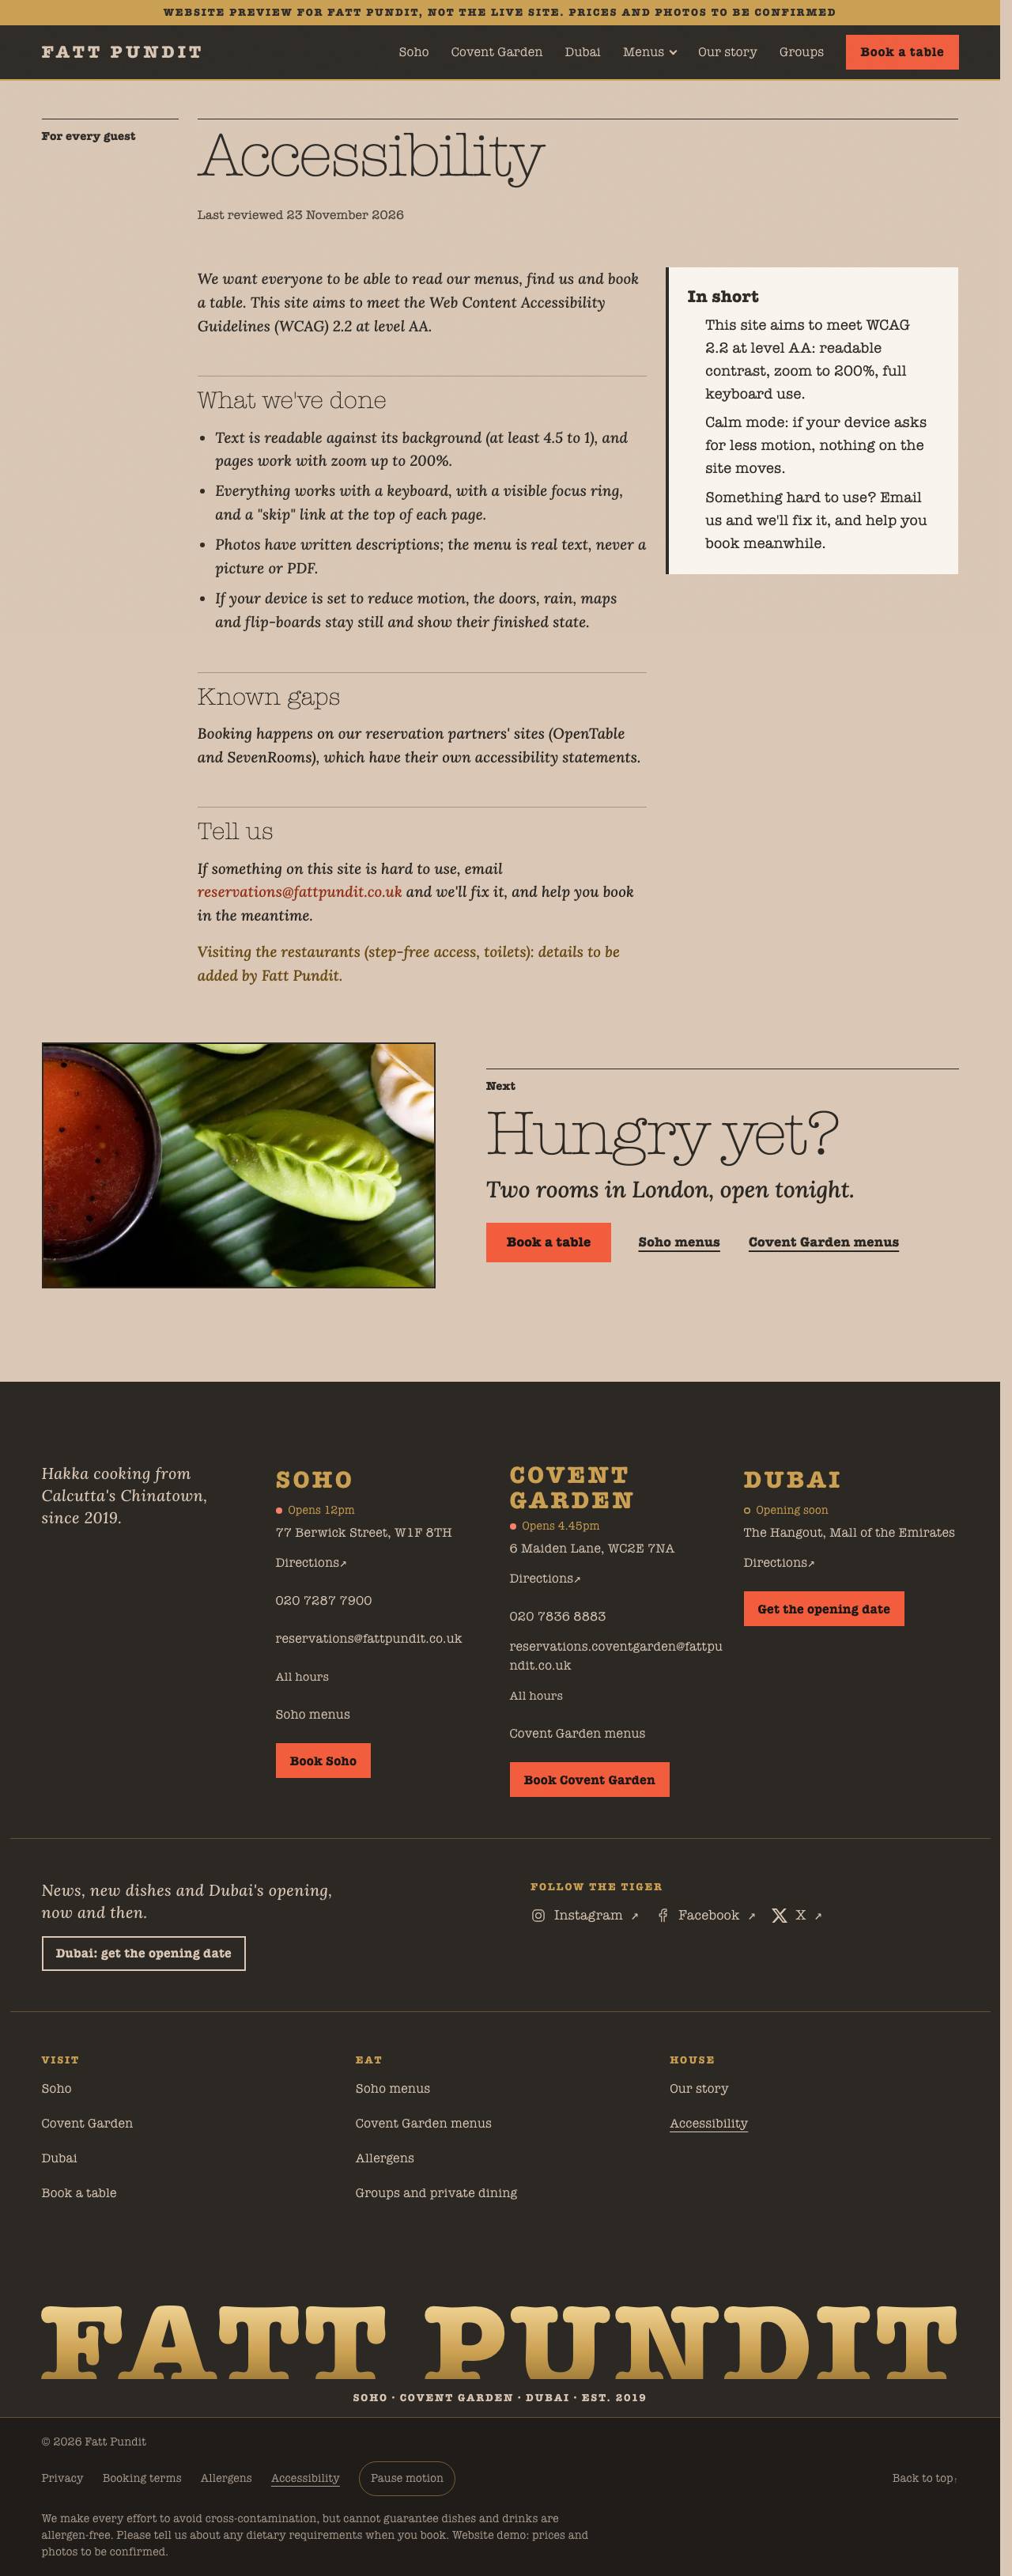 WEBSITE PREVIEW FOR FATT PUNDIT, NOT THE LIVE SITE. PRICES AND PHOTOS TO BE CONFIRMED
FATT PUNDIT
Soho
Covent Garden
Dubai
Menus
Our story
Groups
Book a table
For every guest
Accessibility
Last reviewed 23 November 2026
We want everyone to be able to read our menus, find us and book
a table. This site aims to meet the Web Content Accessibility
Guidelines (WCAG) 2.2 at level AA.
What we've done
• Text is readable against its background (at least 4.5 to 1), and
pages work with zoom up to 200%.
• Everything works with a keyboard, with a visible focus ring,
and a "skip" link at the top of each page.
• Photos have written descriptions; the menu is real text, never a
picture or PDF.
• If your device is set to reduce motion, the doors, rain, maps
and flip-boards stay still and show their finished state.
Known gaps
Booking happens on our reservation partners' sites (OpenTable
and SevenRooms), which have their own accessibility statements.
Tell us
If something on this site is hard to use, email
reservations@fattpundit.co.uk and we'll fix it, and help you book
in the meantime.
Visiting the restaurants (step-free access, toilets): details to be
added by Fatt Pundit.
In short
This site aims to meet WCAG
2.2 at level AA: readable
contrast, zoom to 200%, full
keyboard use.
Calm mode: if your device asks
for less motion, nothing on the
site moves.
Something hard to use? Email
us and we'll fix it, and help you
book meanwhile.
Next
Hungry yet?
Two rooms in London, open tonight.
Book a table
Soho menus
Covent Garden menus
Hakka cooking from
Calcutta's Chinatown,
since 2019.
SOHO
Opens 12pm
77 Berwick Street, W1F 8TH
Directions↗
020 7287 7900
reservations@fattpundit.co.uk
All hours
Soho menus
Book Soho
COVENT
GARDEN
Opens 4.45pm
6 Maiden Lane, WC2E 7NA
Directions↗
020 7836 8883
reservations.coventgarden@fattpu
ndit.co.uk
All hours
Covent Garden menus
Book Covent Garden
DUBAI
Opening soon
The Hangout, Mall of the Emirates
Directions↗
Get the opening date
News, new dishes and Dubai's opening,
now and then.
Dubai: get the opening date
FOLLOW THE TIGER
Instagram ↗
Facebook ↗
X ↗
VISIT
Soho
Covent Garden
Dubai
Book a table
EAT
Soho menus
Covent Garden menus
Allergens
Groups and private dining
HOUSE
Our story
Accessibility
FATT PUNDIT
SOHO · COVENT GARDEN · DUBAI · EST. 2019
© 2026 Fatt Pundit
Privacy
Booking terms
Allergens
Accessibility
Pause motion
Back to top↑
We make every effort to avoid cross-contamination, but cannot guarantee dishes and drinks are
allergen-free. Please tell us about any dietary requirements when you book. Website demo: prices and
photos to be confirmed.